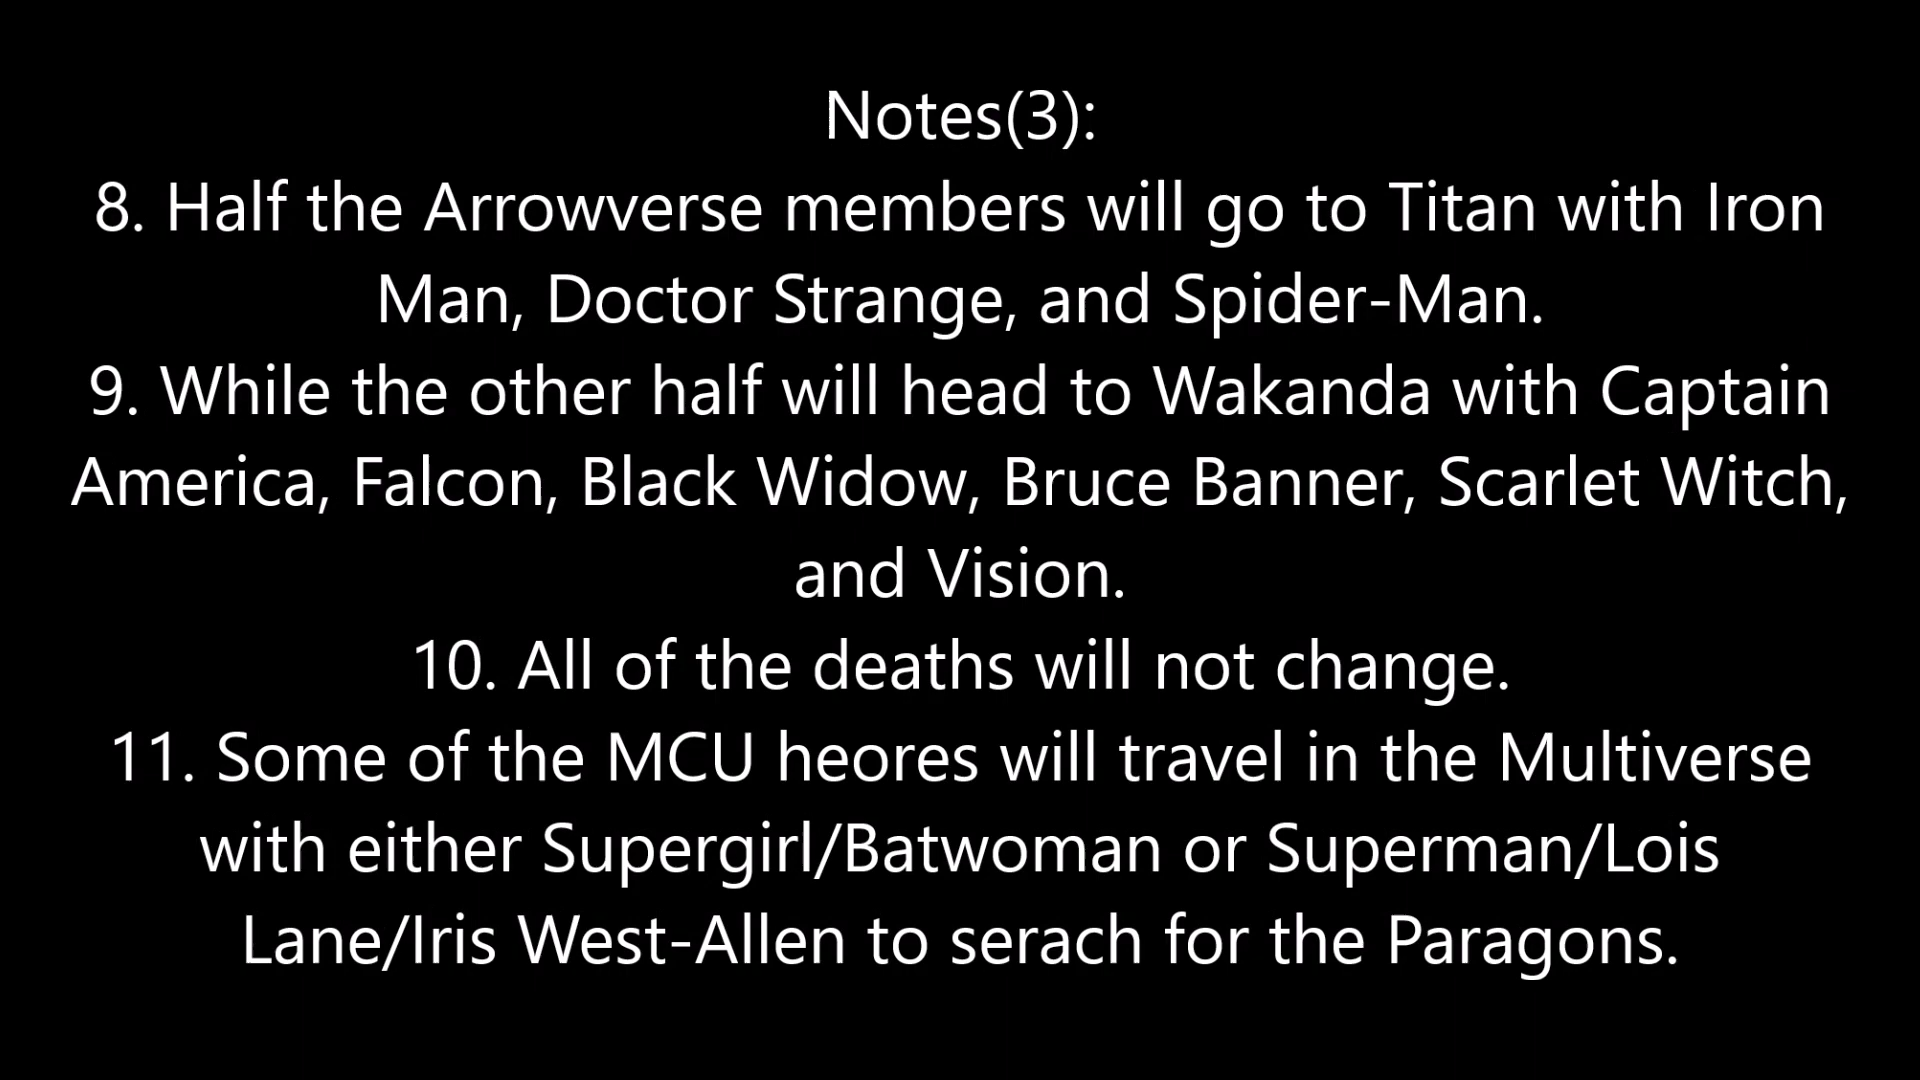 Notes(3):
8. Half the Arrowverse members will go to Titan with Iron
Man, Doctor Strange, and Spider-Man.
9. While the other half will head to Wakanda with Captain
America, Falcon, Black Widow, Bruce Banner, Scarlet Witch,
and Vision.
10. All of the deaths will not change.
11. Some of the MCU heores will travel in the Multiverse
with either Supergirl/Batwoman or Superman/Lois
Lane/Iris West-Allen to serach for the Paragons.